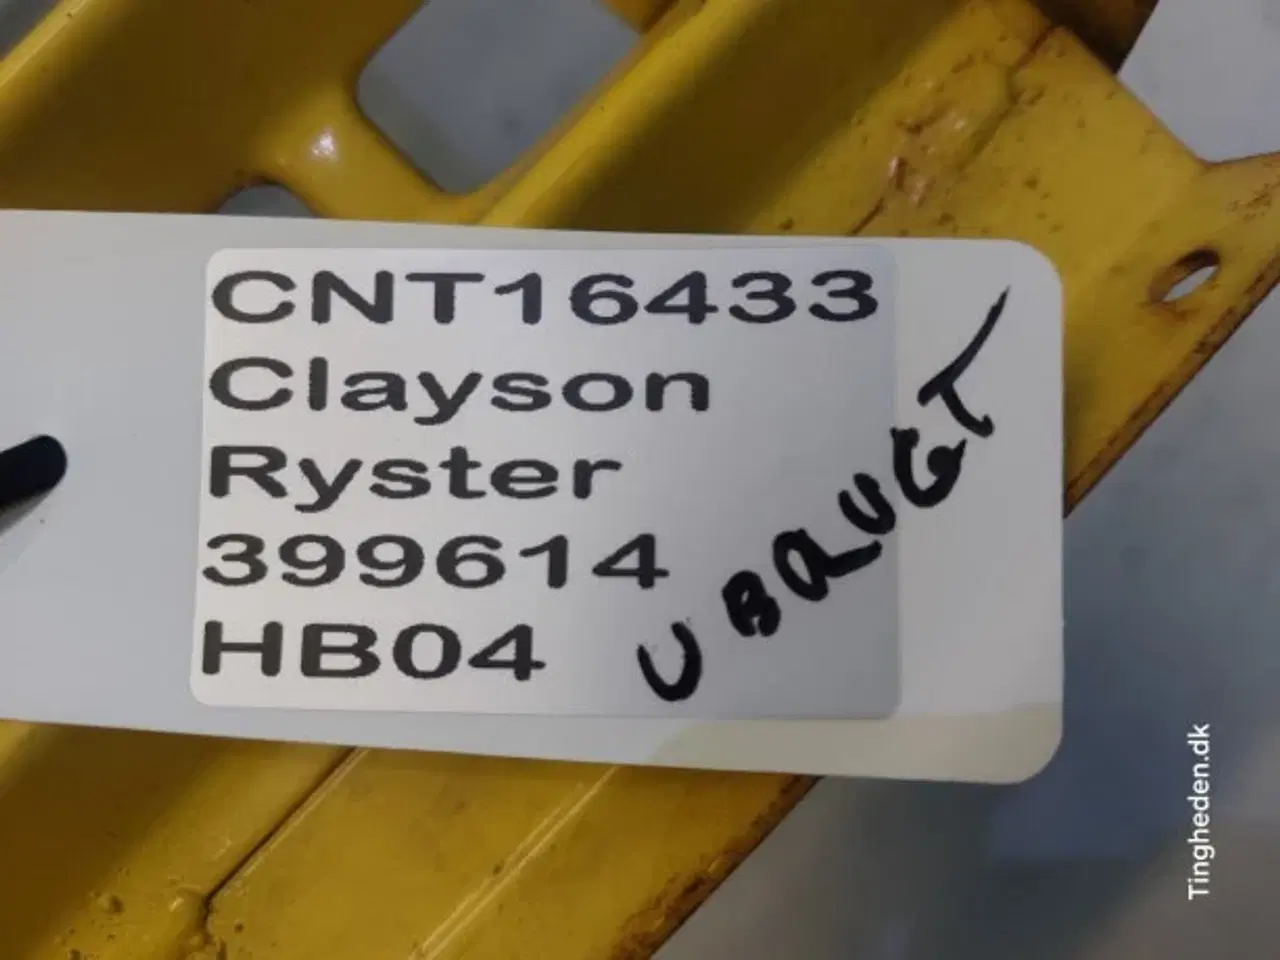 CNT16433
Clayson
Ryster
399614
HB04
UBRUGT
Tingheden.dk